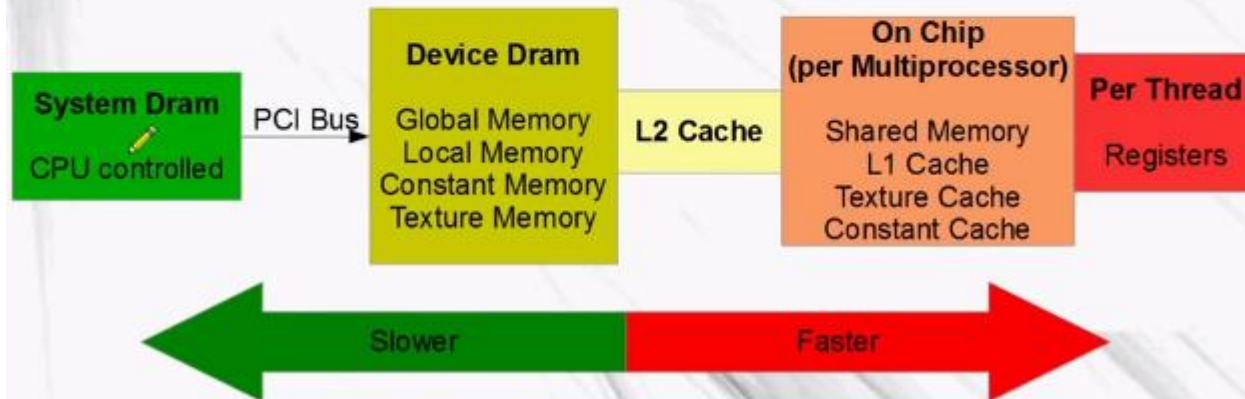 System Dram
CPU controlled
PCI Bus
Device Dram
Global Memory
Local Memory
Constant Memory
Texture Memory
L2 Cache
On Chip
(per Multiprocessor)
Shared Memory
L1 Cache
Texture Cache
Constant Cache
Per Thread
Registers
Slower
Faster